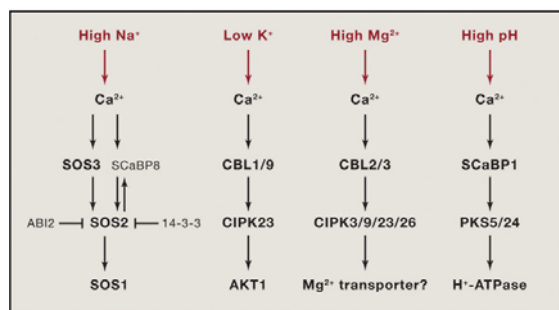 High Na⁺ Low K⁺ High Mg²⁺ High pH
Ca²⁺ Ca²⁺ Ca²⁺ Ca²⁺
SOS3 SCaBP8 CBL1/9 CBL2/3 SCaBP1
ABI2 SOS2 14-3-3 CIPK23 CIPK3/9/23/26 PKS5/24
SOS1 AKT1 Mg²⁺ transporter? H⁺-ATPase